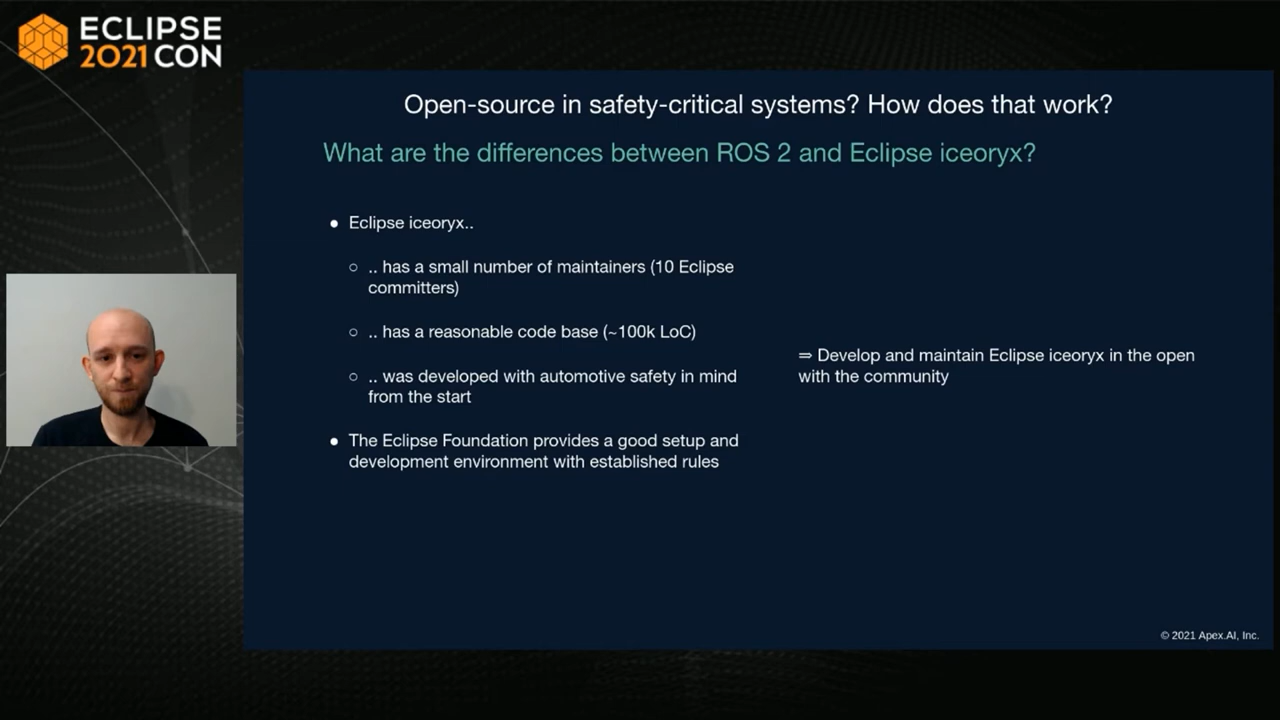 ECLIPSE
2021 CON
Open-source in safety-critical systems? How does that work?
What are the differences between ROS 2 and Eclipse iceoryx?
● Eclipse iceoryx..
○ .. has a small number of maintainers (10 Eclipse
committers)
○ .. has a reasonable code base (~100k LoC)
○ .. was developed with automotive safety in mind
from the start
● The Eclipse Foundation provides a good setup and
development environment with established rules
⇒ Develop and maintain Eclipse iceoryx in the open
with the community
© 2021 Apex.AI, Inc.